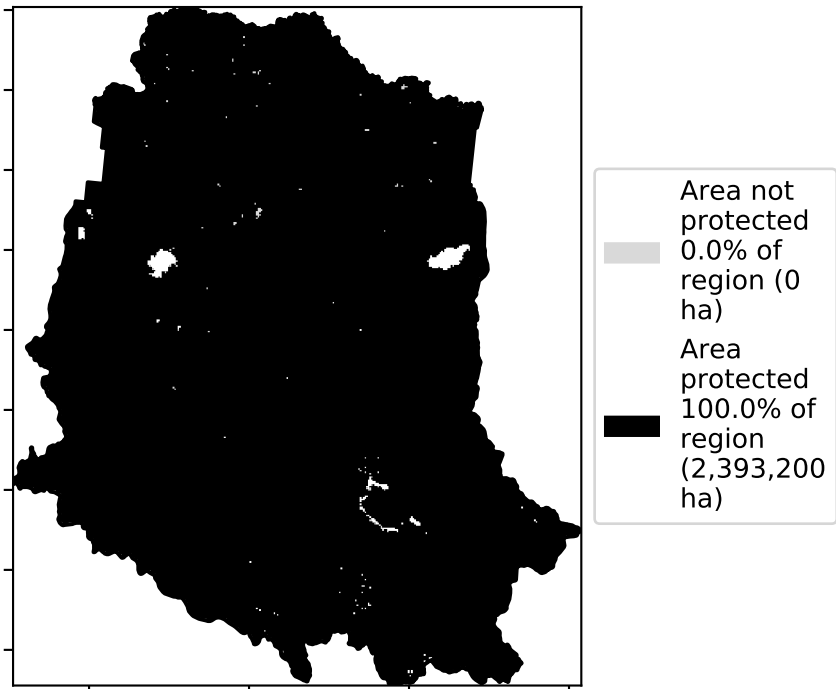 Area not
protected
0.0% of
region (0
ha)
Area
protected
100.0% of
region
(2,393,200
ha)